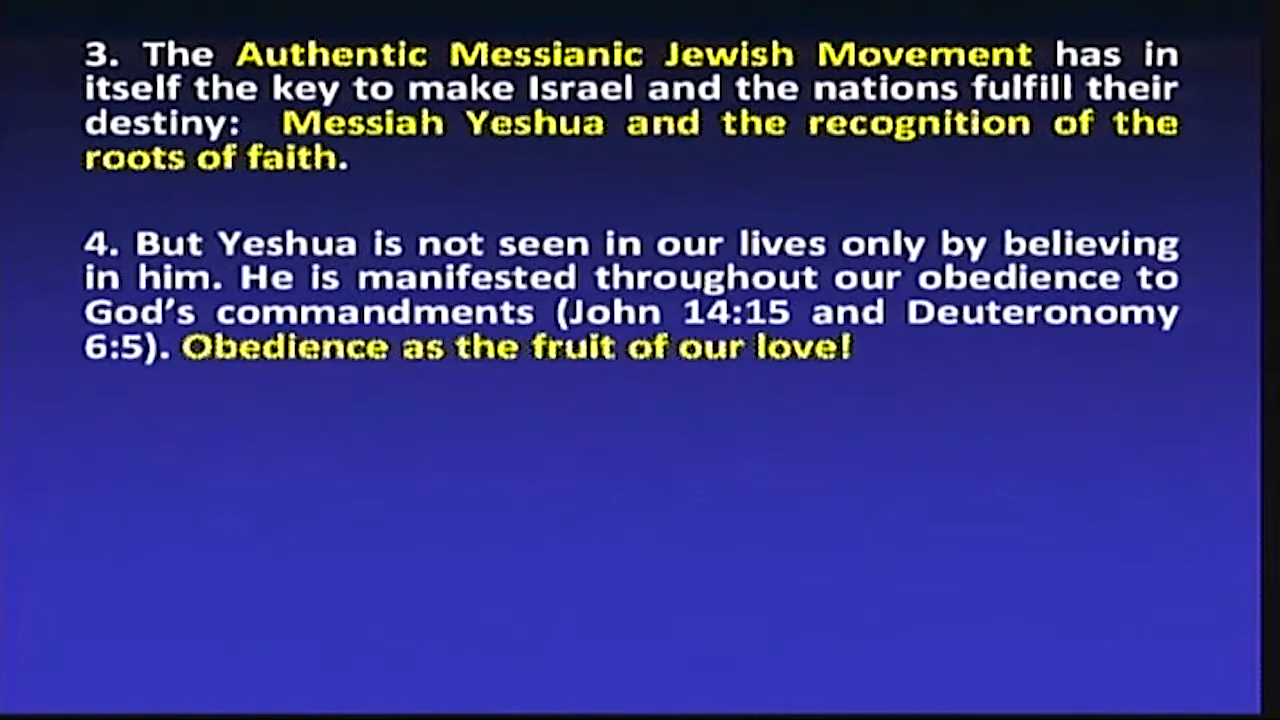 3. The Authentic Messianic Jewish Movement has in
itself the key to make Israel and the nations fulfill their
destiny: Messiah Yeshua and the recognition of the
roots of faith.
4. But Yeshua is not seen in our lives only by believing
in him. He is manifested throughout our obedience to
God's commandments (John 14:15 and Deuteronomy
6:5). Obedience as the fruit of our love!